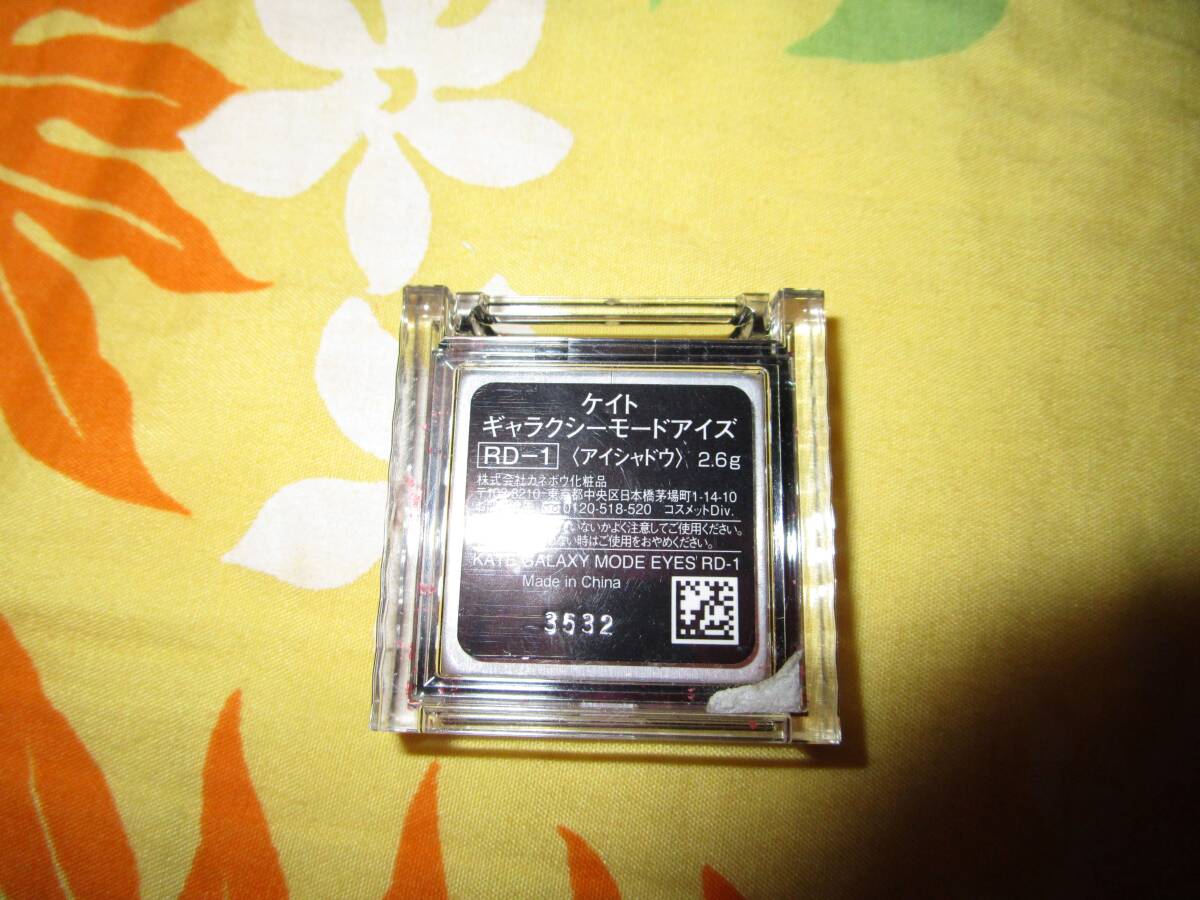 ケイト
ギャラクシーモードアイズ
RD-1 〈アイシャドウ〉 2.6g
株式会社カネボウ化粧品
東京都中央区日本橋茅場町1-14-10
0120-518-520 コスメットDiv.
いないかよく注意してご使用ください。
ない時はご使用をおやめください。
KATE GALAXY MODE EYES RD-1
Made in China
3532